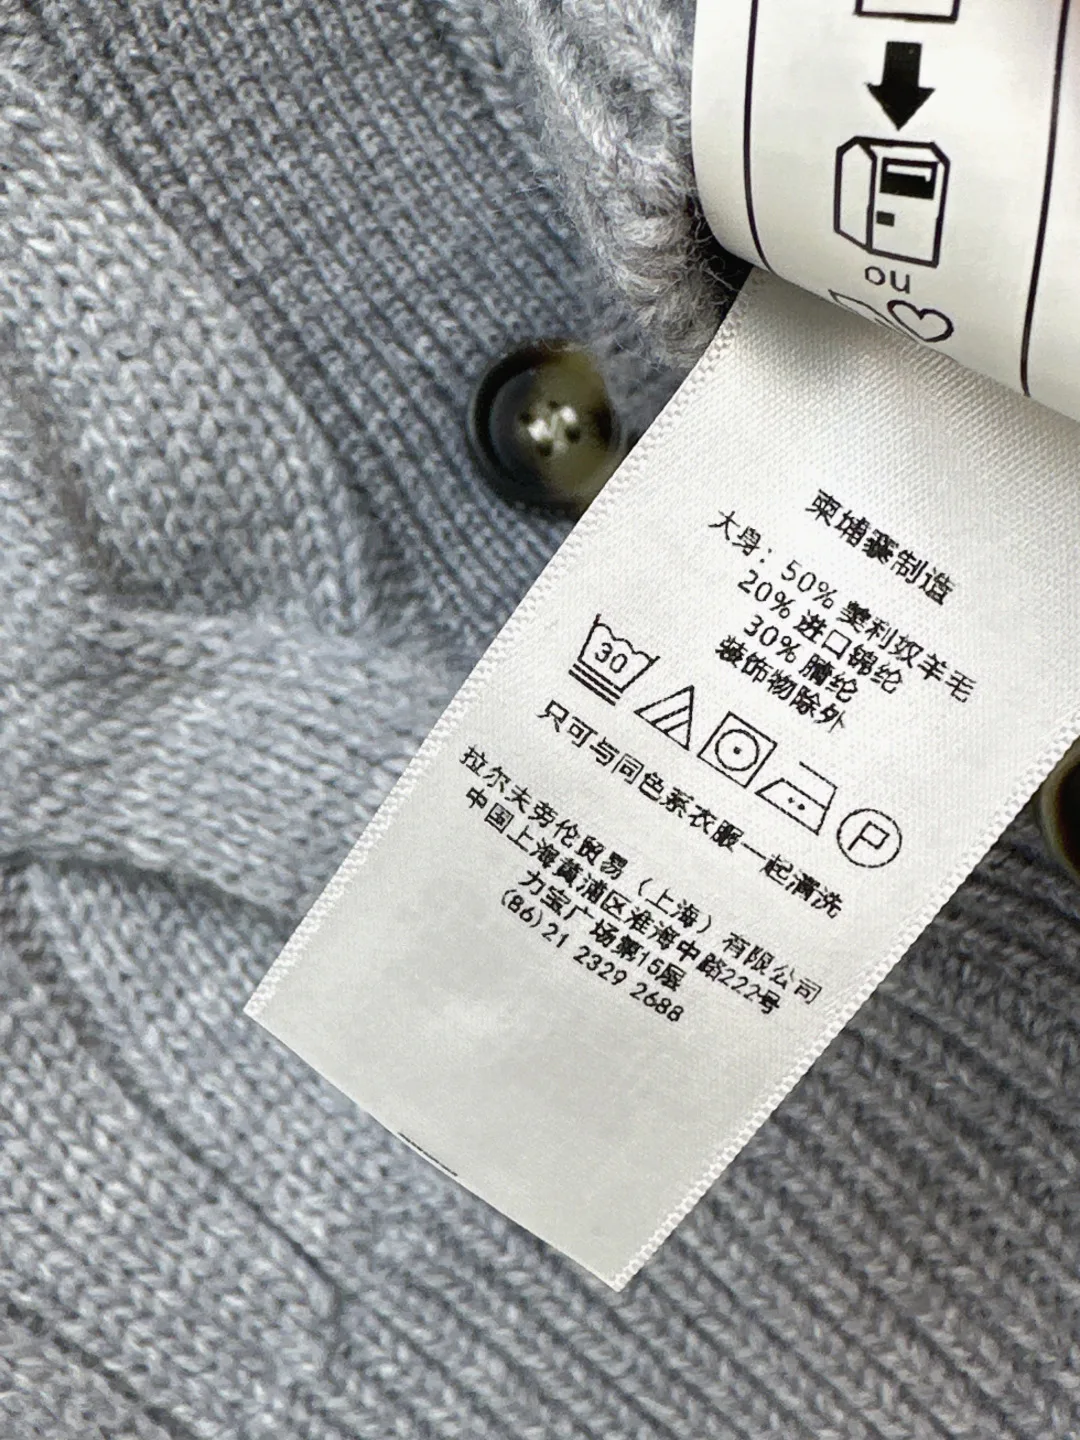 ou
柬埔寨制造
大身：50% 美利奴羊毛
20% 进口锦纶
30% 腈纶
装饰物除外
30
P
只可与同色系衣服一起清洗
拉尔夫劳伦贸易（上海）有限公司
中国上海黄浦区淮海中路222号
力宝广场第15层
(86)21 2329 2688